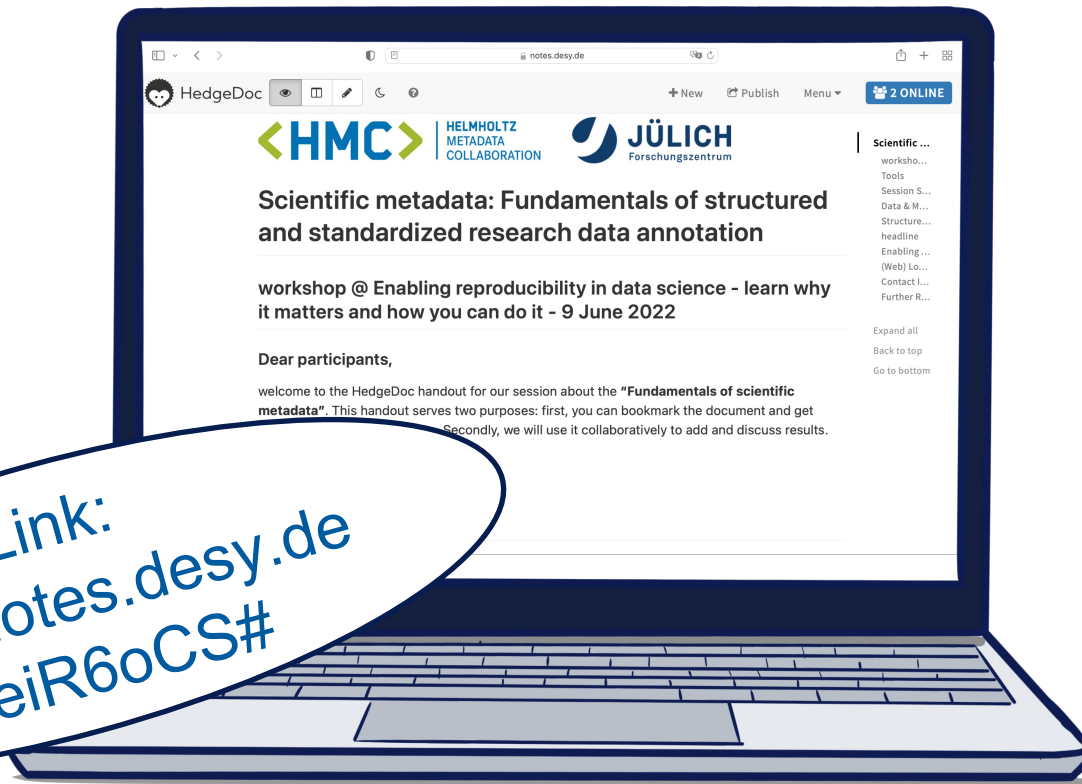 notes.desy.de
HedgeDoc
New
Publish
Menu
2 ONLINE
<HMC>
HELMHOLTZ
METADATA
COLLABORATION
JÜLICH
Forschungszentrum
Scientific metadata: Fundamentals of structured
and standardized research data annotation
workshop @ Enabling reproducibility in data science - learn why
it matters and how you can do it - 9 June 2022
Dear participants,
welcome to the HedgeDoc handout for our session about the “Fundamentals of scientific
metadata”. This handout serves two purposes: first, you can bookmark the document and get
Secondly, we will use it collaboratively to add and discuss results.
Scientific ...
worksho...
Tools
Session S...
Data & M...
Structure...
headline
Enabling ...
(Web) Lo...
Contact I...
Further R...
Expand all
Back to top
Go to bottom
ink:
otes.desy.de
eiR6oCS#